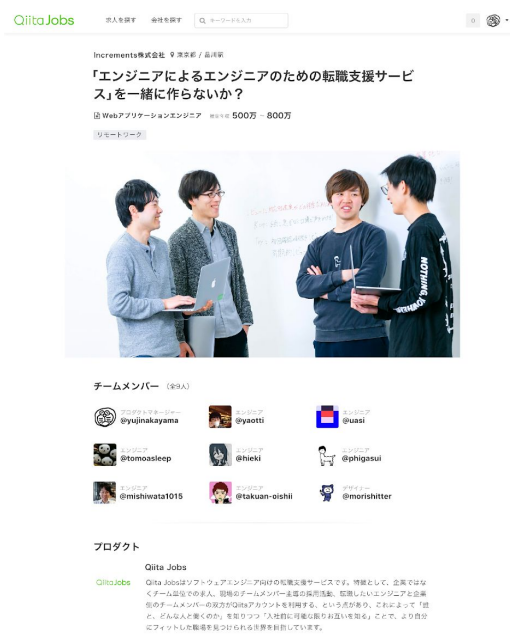 Qiita Jobs
求人を探す 会社を探す キーワードを入力 0
Increments株式会社 東京都 / 品川駅
「エンジニアによるエンジニアのための転職支援サービ
ス」を一緒に作らないか？
Webアプリケーションエンジニア 500万 − 800万
リモートワーク
NOTHING, NOWHERE
チームメンバー （全9人）
プロダクトマネージャー
@yujinakayama
エンジニア
@yaotti
エンジニア
@uasi
エンジニア
@tomoasleep
エンジニア
@hieki
エンジニア
@phigasui
エンジニア
@mishiwata1015
エンジニア
@takuan-oishii
デザイナー
@morishitter
プロダクト
Qiita Jobs
QiitaJobs
Qiita Jobsはソフトウェアエンジニア向けの転職支援サービスです。特徴として、企業ではな
くチーム単位での求人、現場のチームメンバー主導の採用活動、転職したいエンジニアと企業
側のチームメンバーの双方がQiitaアカウントを利用する、という点があり、これによって「誰
と、どんな人と働くのか」を知りつつ「入社前に可能な限りお互いを知る」ことで、より自分
にフィットした職場を見つけられる世界を目指しています。